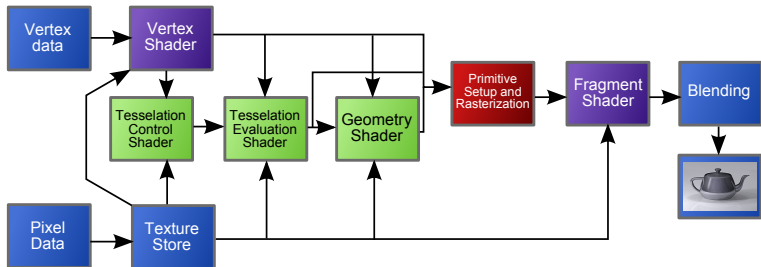 Vertex
data
Vertex
Shader
Tesselation
Control
Shader
Tesselation
Evaluation
Shader
Geometry
Shader
Primitive
Setup and
Rasterization
Fragment
Shader
Blending
Pixel
Data
Texture
Store